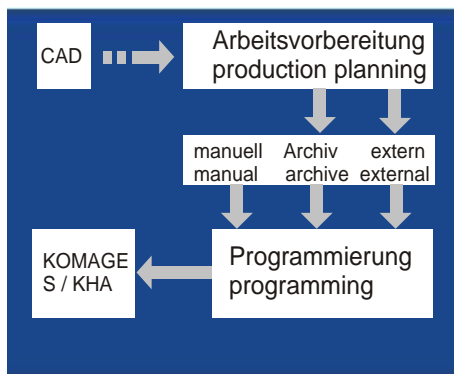 CAD
Arbeitsvorbereitung
production planning
manuell Archiv extern
manual archive external
KOMAGE
S / KHA
Programmierung
programming